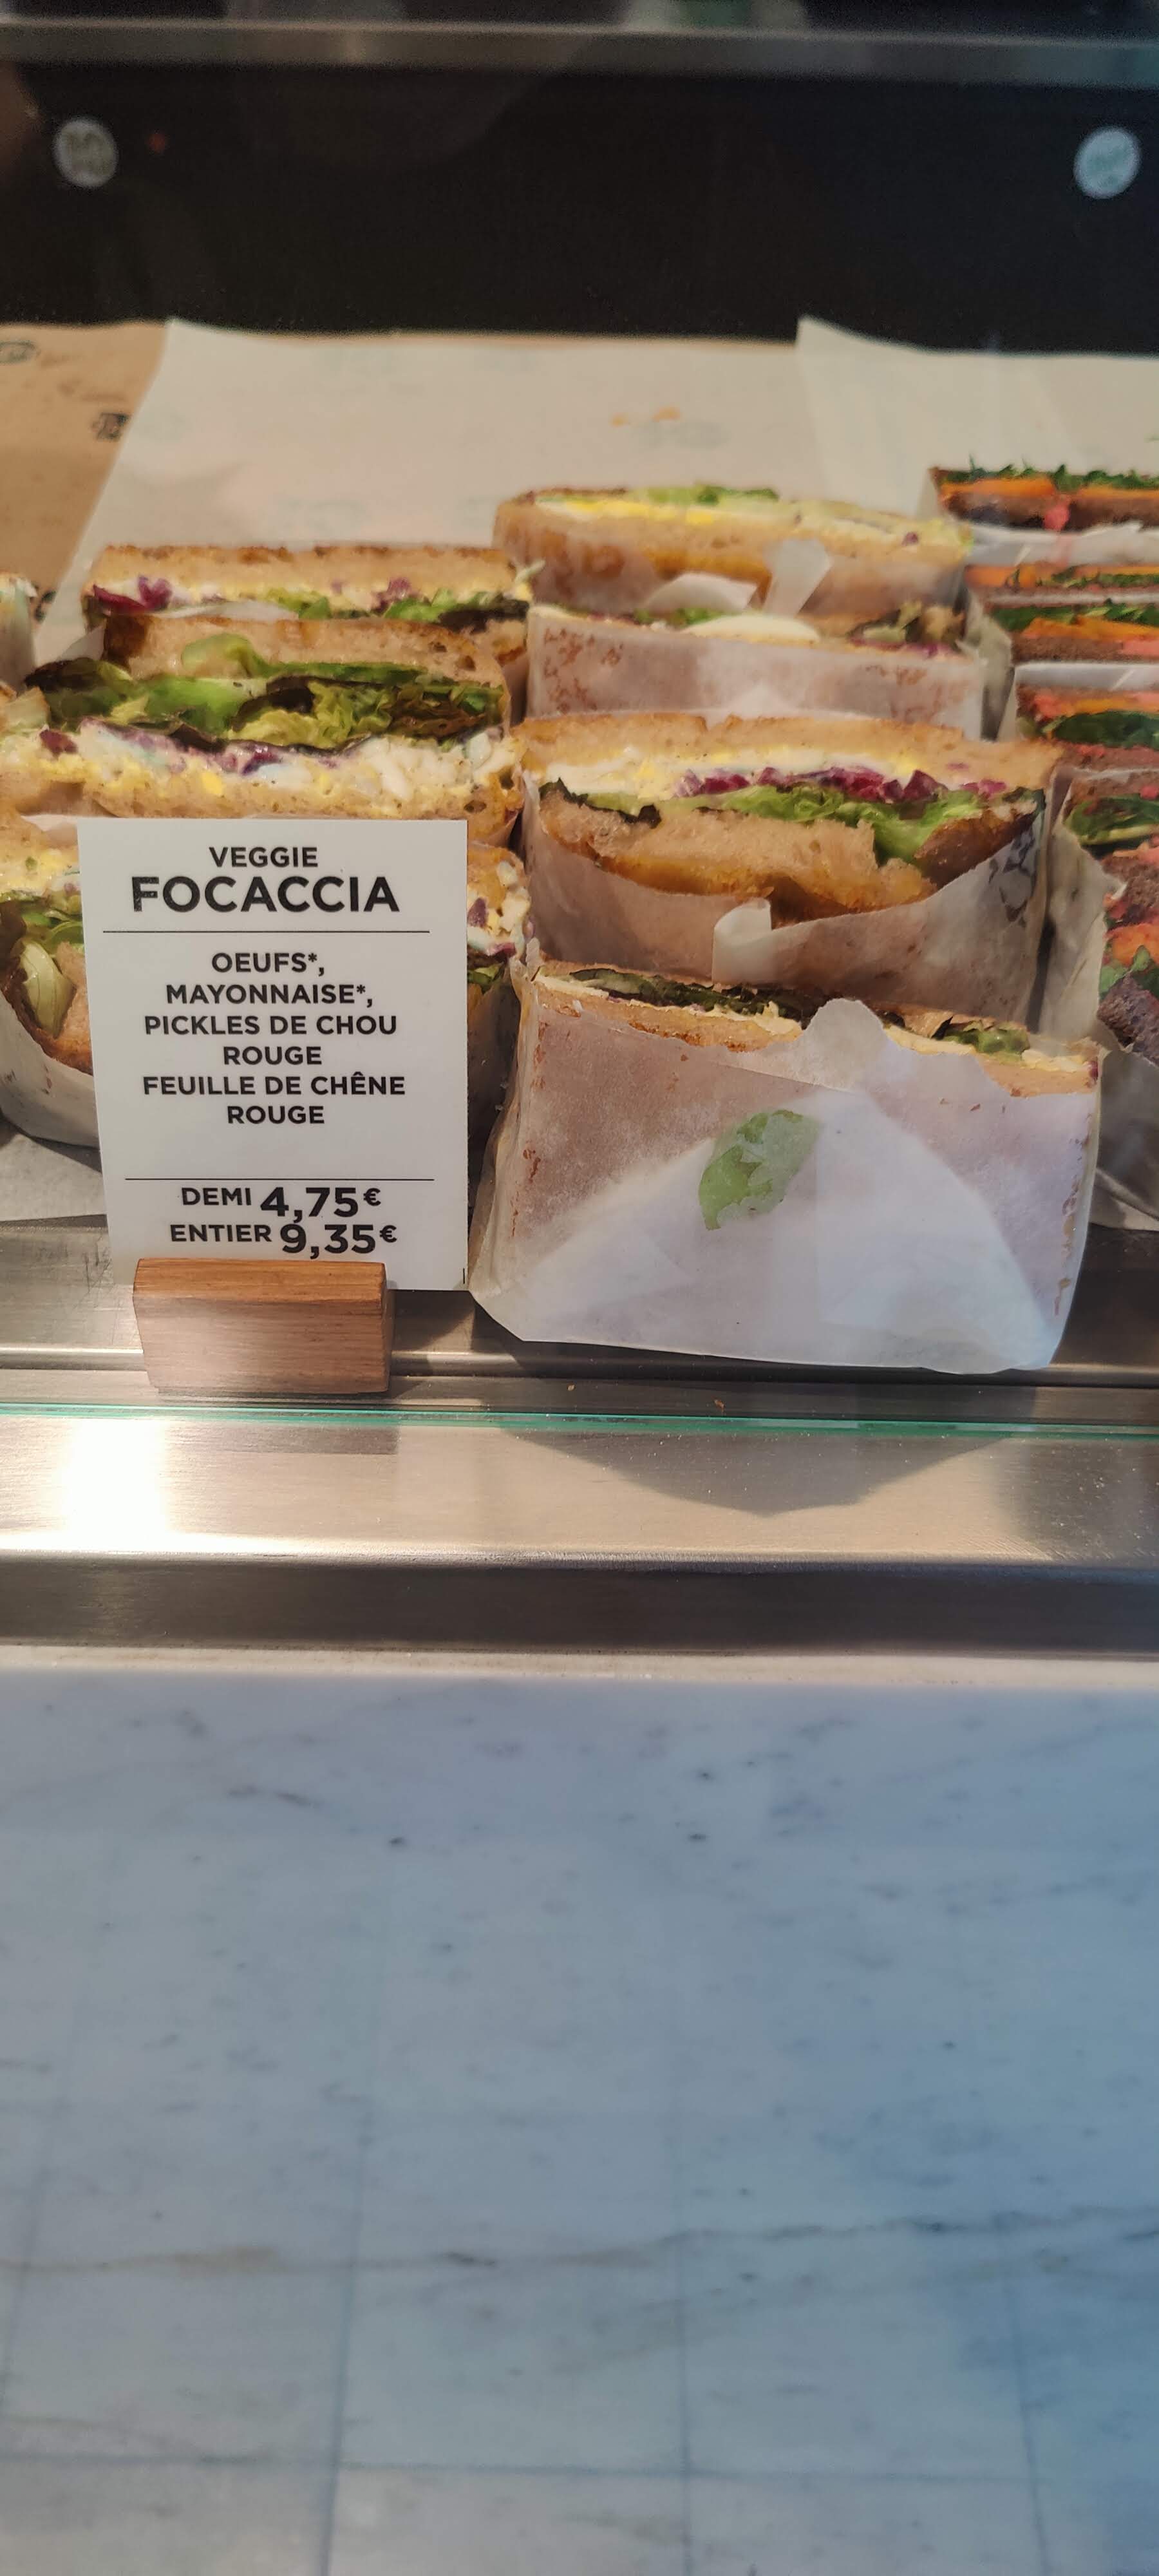 VEGGIE
FOCACCIA
OEUFS*,
MAYONNAISE*,
PICKLES DE CHOU
ROUGE
FEUILLE DE CHÊNE
ROUGE
DEMI 4,75€
ENTIER 9,35€